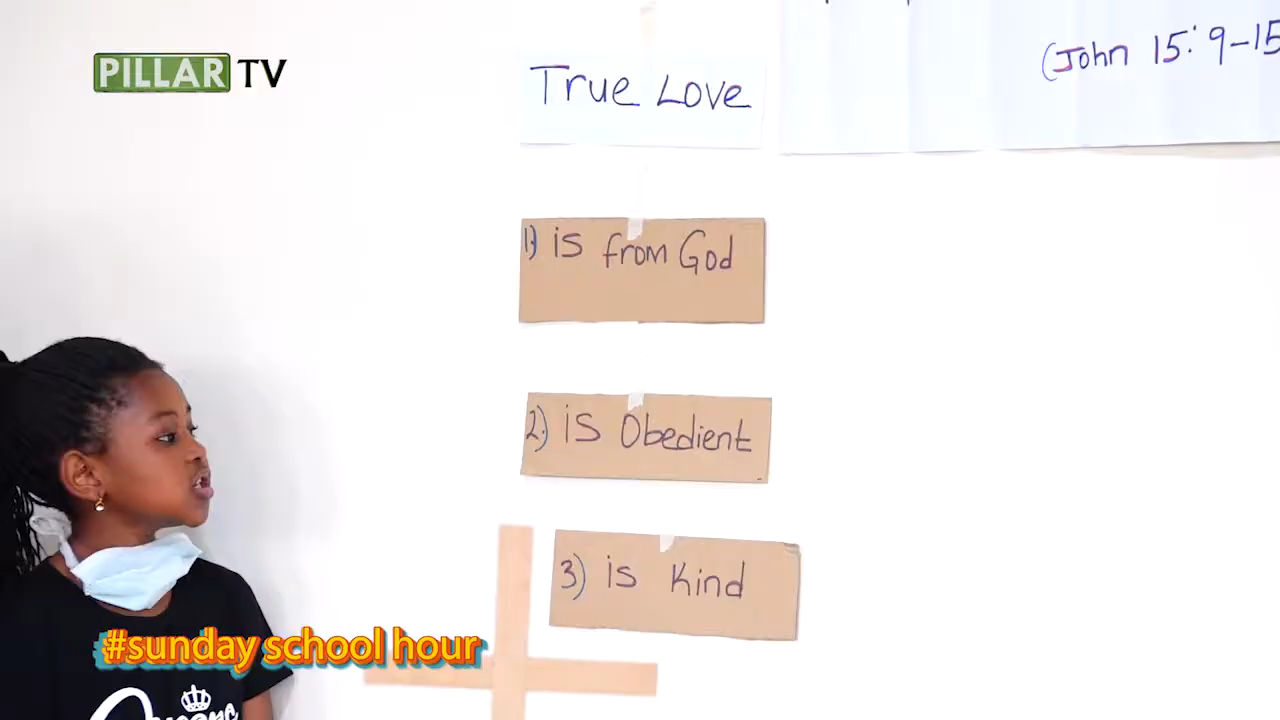 PILLAR TV
True Love
(John 15:9-15
1) is from God
2) is Obedient
3) is Kind
#sunday school hour